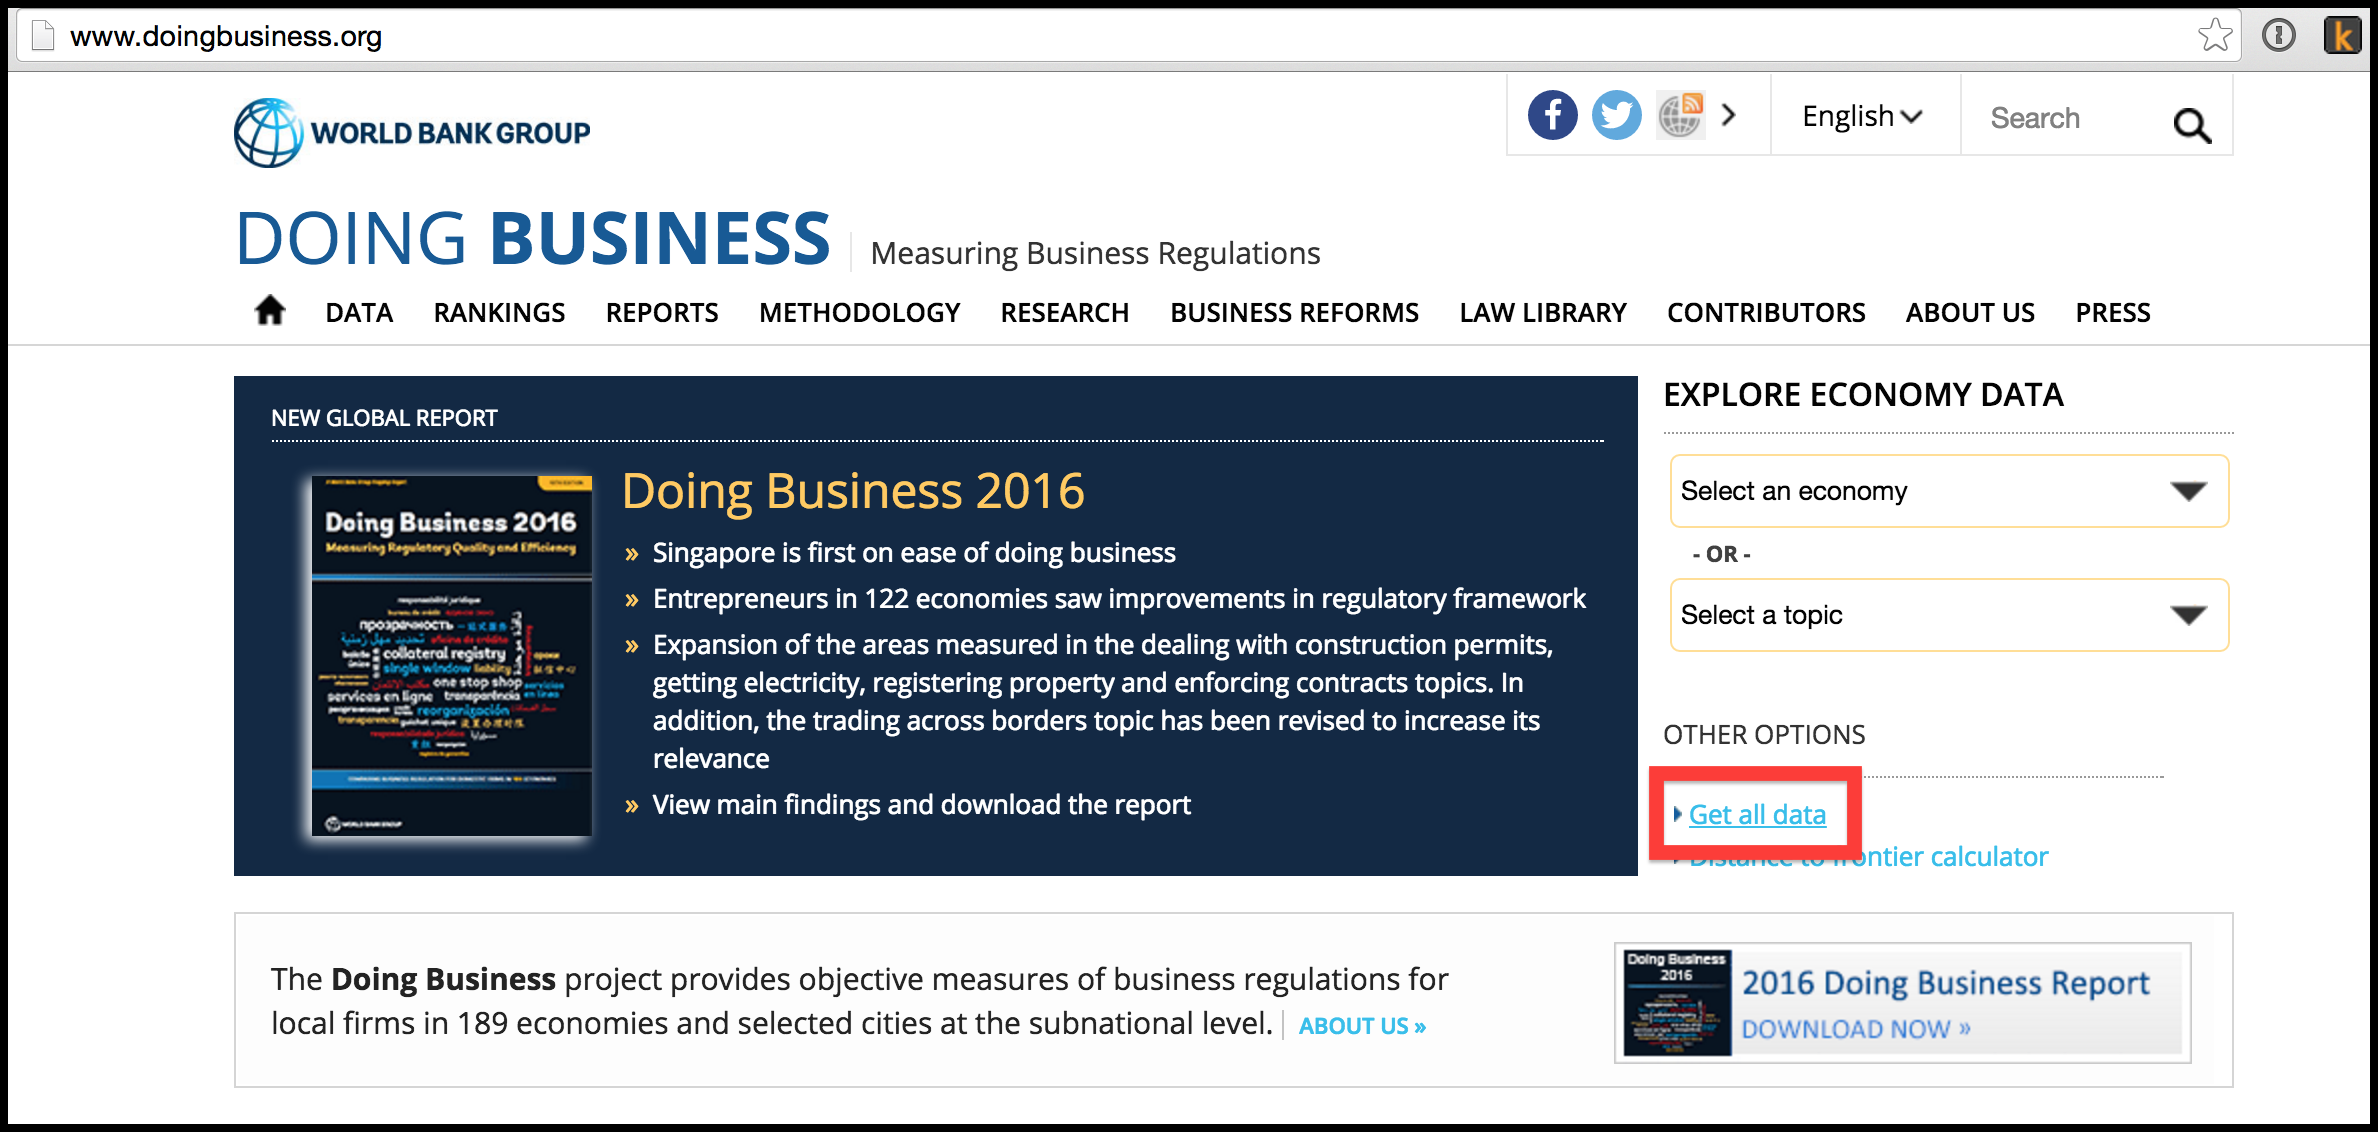 www.doingbusiness.org
WORLD BANK GROUP
English
Search
DOING BUSINESS
Measuring Business Regulations
DATA RANKINGS REPORTS METHODOLOGY RESEARCH BUSINESS REFORMS LAW LIBRARY CONTRIBUTORS ABOUT US PRESS
NEW GLOBAL REPORT
Doing Business 2016
Measuring Regulatory Quality and Efficiency
прозрачность
collateral registry
single window liability
one stop shop
services en ligne transparência
reorganización
WORLD BANK GROUP
Doing Business 2016
» Singapore is first on ease of doing business
» Entrepreneurs in 122 economies saw improvements in regulatory framework
» Expansion of the areas measured in the dealing with construction permits,
getting electricity, registering property and enforcing contracts topics. In
addition, the trading across borders topic has been revised to increase its
relevance
» View main findings and download the report
EXPLORE ECONOMY DATA
Select an economy
- OR -
Select a topic
OTHER OPTIONS
Get all data
Distance to frontier calculator
The Doing Business project provides objective measures of business regulations for
local firms in 189 economies and selected cities at the subnational level. ABOUT US »
Doing Business
2016
2016 Doing Business Report
DOWNLOAD NOW »